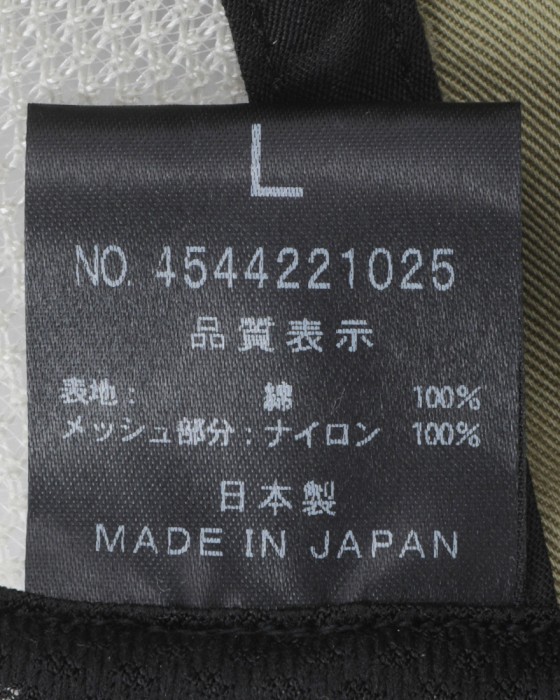 L
NO. 4544221025
品質表示
表地： 綿 100%
メッシュ部分：ナイロン 100%
日本製
MADE IN JAPAN